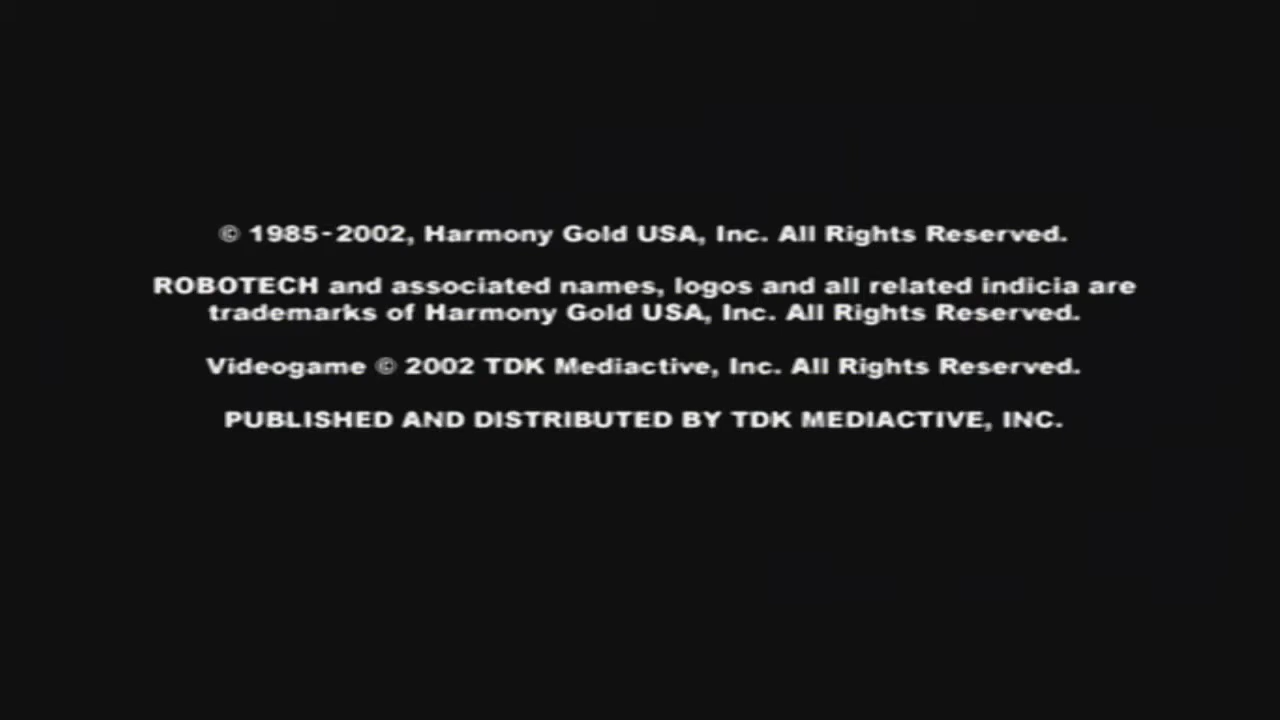 © 1985-2002, Harmony Gold USA, Inc. All Rights Reserved.
ROBOTECH and associated names, logos and all related indicia are
trademarks of Harmony Gold USA, Inc. All Rights Reserved.
Videogame © 2002 TDK Mediactive, Inc. All Rights Reserved.
PUBLISHED AND DISTRIBUTED BY TDK MEDIACTIVE, INC.